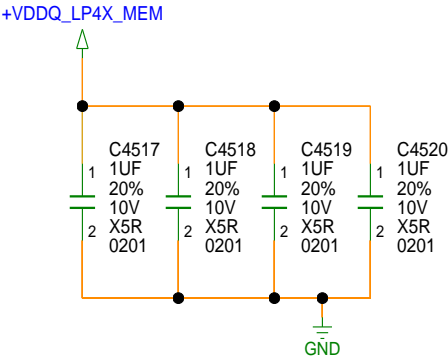 +VDDQ_LP4X_MEM
C4517
1
1UF
20%
10V
X5R
2
0201
C4518
1
1UF
20%
10V
X5R
2
0201
C4519
1
1UF
20%
10V
X5R
2
0201
C4520
1
1UF
20%
10V
X5R
2
0201
GND